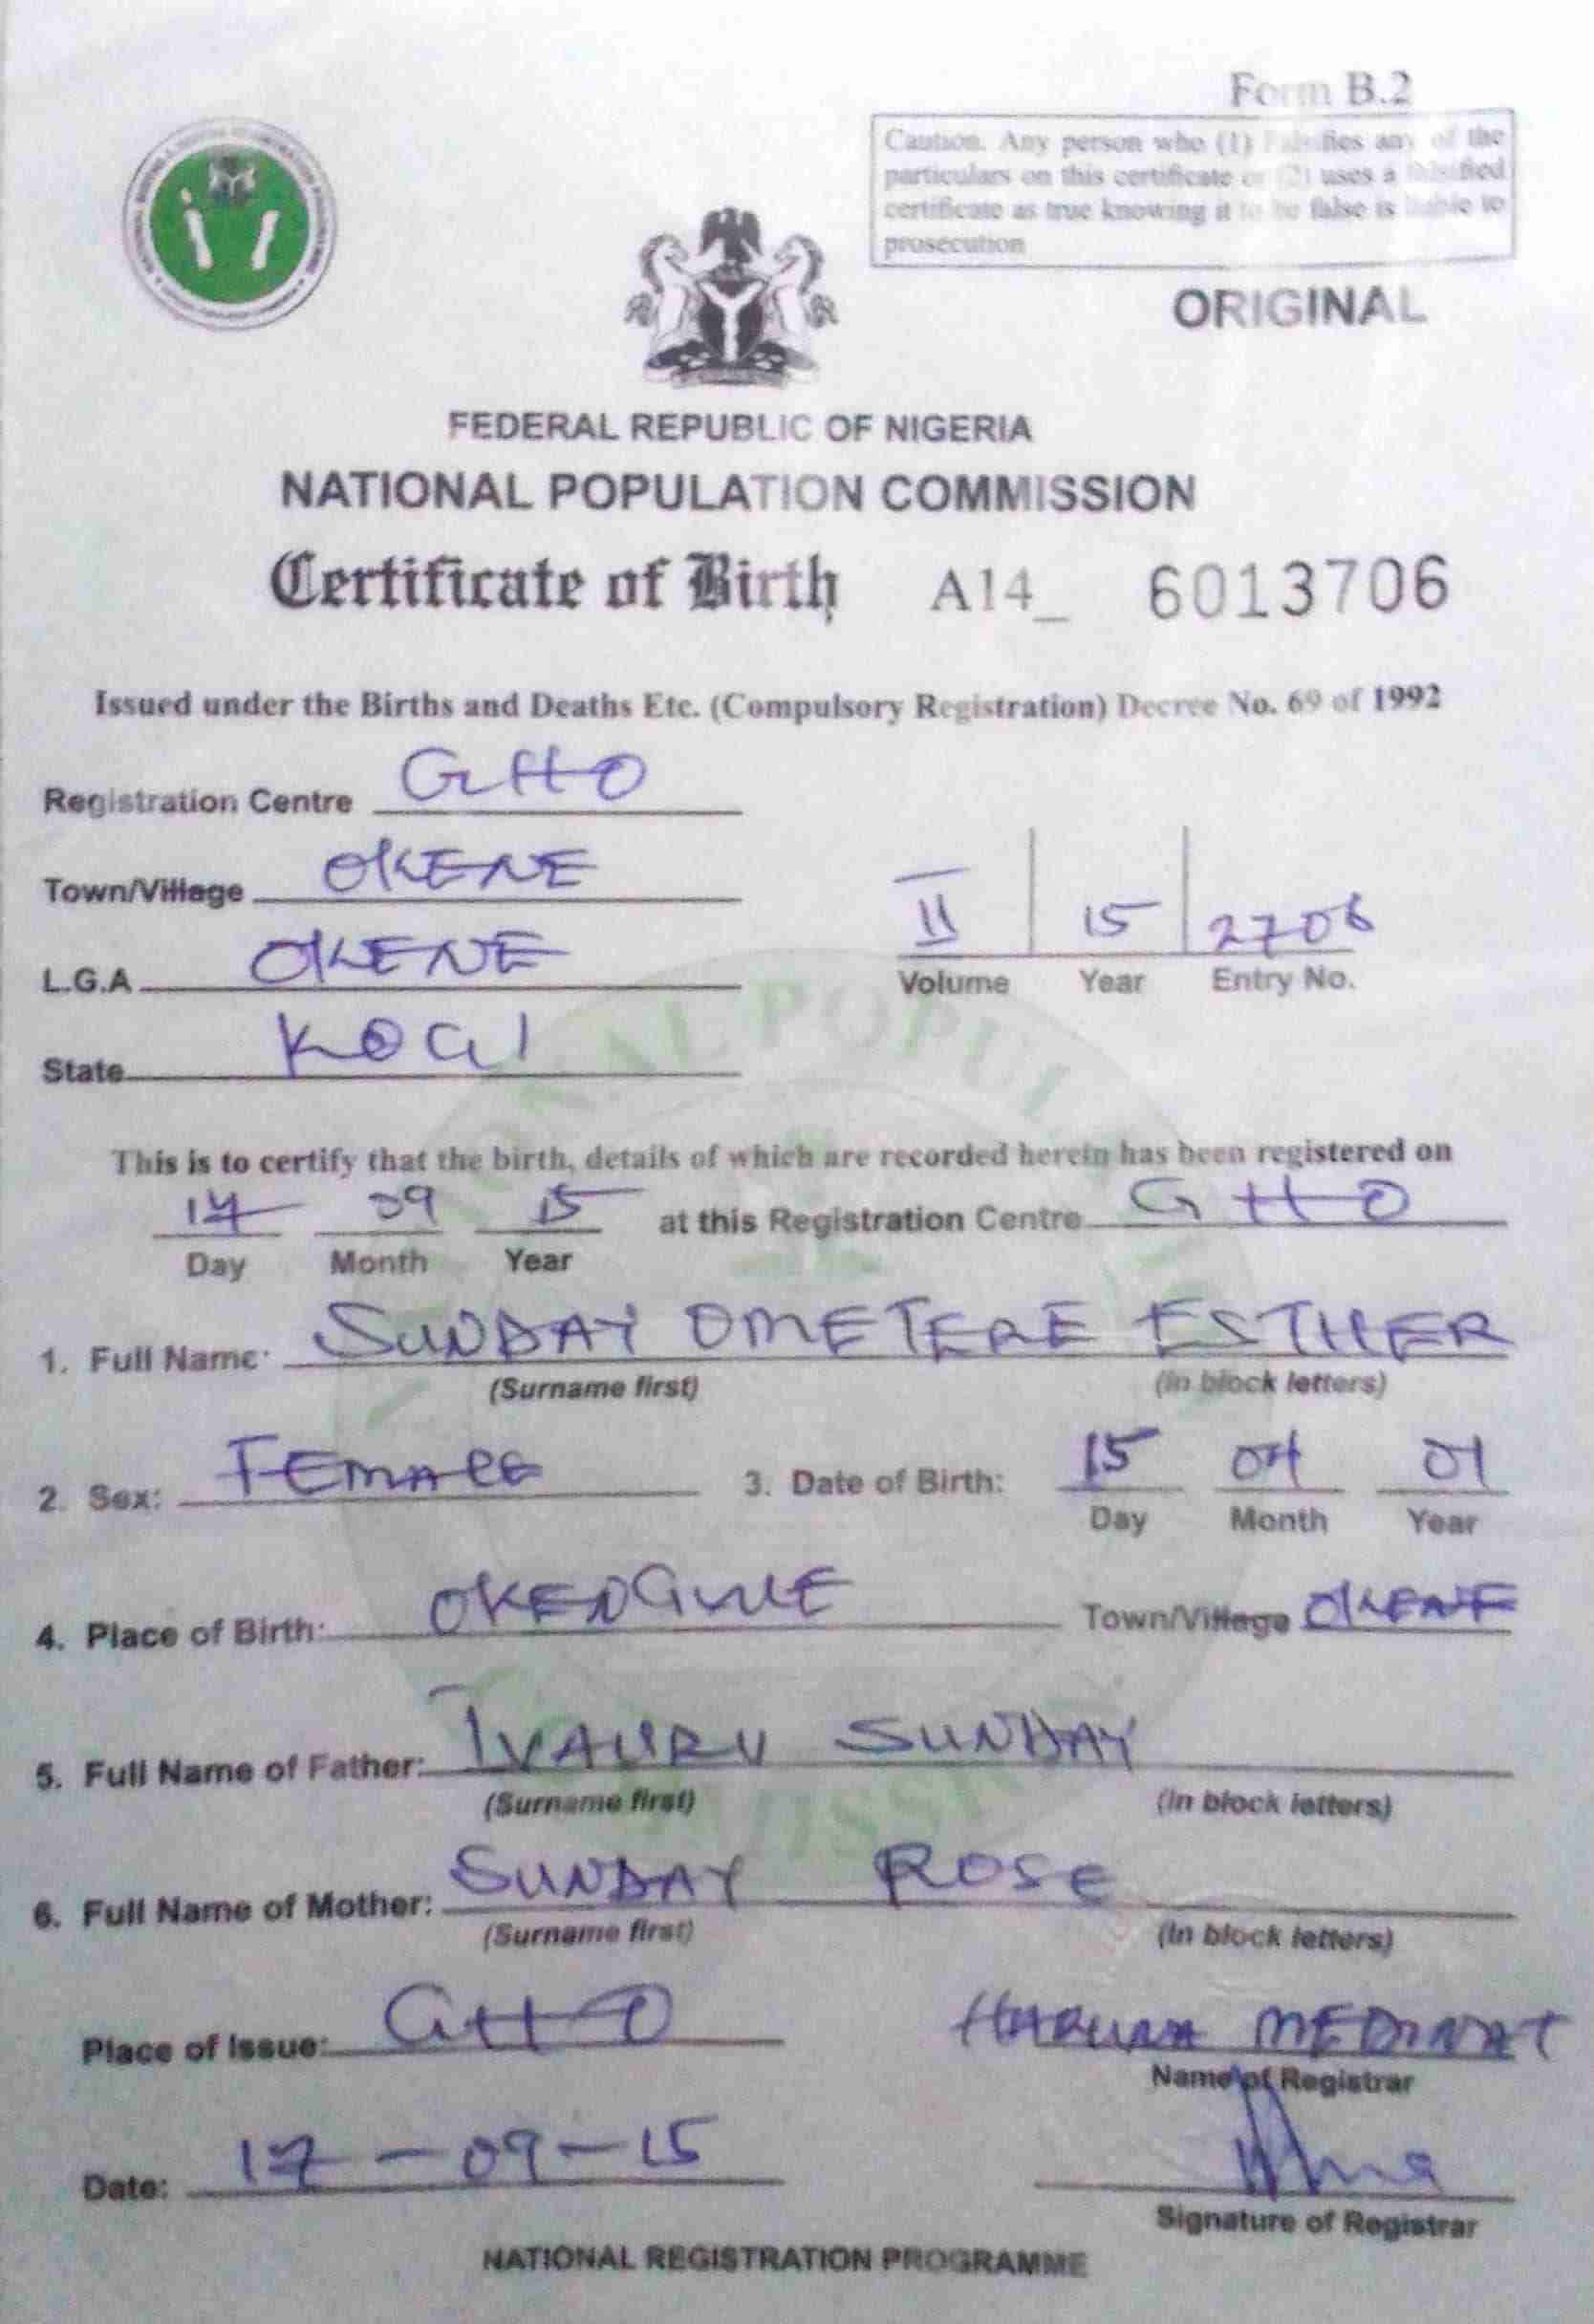 Form B.2
Caution. Any person who (1) Falsifies any of the
particulars on this certificate or (2) uses a falsified
certificate as true knowing it to be false is liable to
prosecution
ORIGINAL
FEDERAL REPUBLIC OF NIGERIA
NATIONAL POPULATION COMMISSION
Certificate of Birth A14_ 6013706
Issued under the Births and Deaths Etc. (Compulsory Registration) Decree No. 69 of 1992
Registration Centre GHO
Town/Village OKENE
L.G.A OKENE
State KOGI
II 15 2706
Volume Year Entry No.
This is to certify that the birth, details of which are recorded herein has been registered on
17 09 15 at this Registration Centre GHO
Day Month Year
1. Full Name: SUNDAY OMETERE ESTHER
(Surname first) (in block letters)
2. Sex: FEMALE 3. Date of Birth: 15 04 01
Day Month Year
4. Place of Birth: Town/Village OKENE
5. Full Name of Father: SUNDAY
(Surname first) (In block letters)
6. Full Name of Mother: SUNDAY ROSE
(Surname first) (In block letters)
Place of Issue: GHO HARUNA MEDINAT
Name of Registrar
Date: 17-09-15
Signature of Registrar
NATIONAL REGISTRATION PROGRAMME